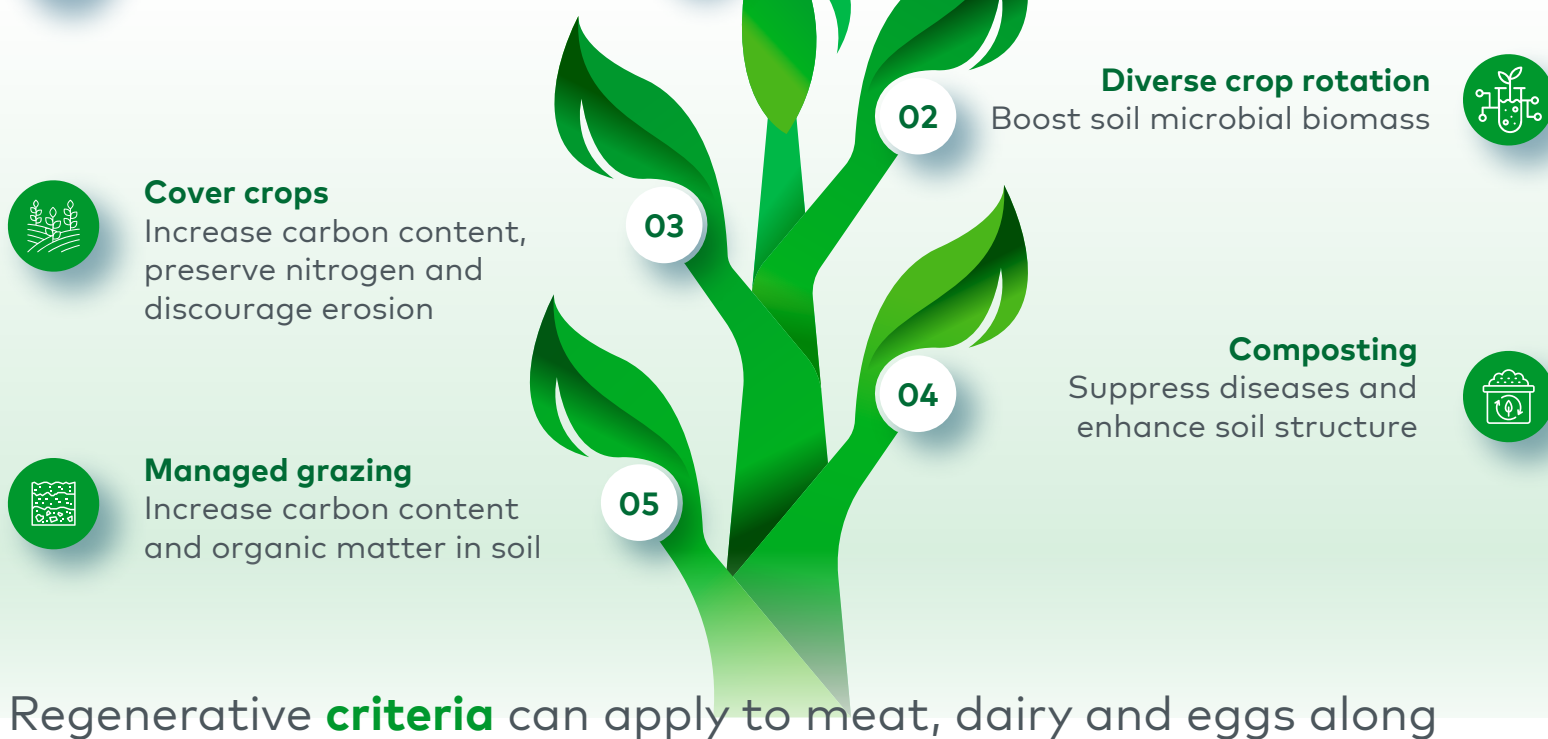 02
Diverse crop rotation
Boost soil microbial biomass
Cover crops
Increase carbon content,
preserve nitrogen and
discourage erosion
03
04
Composting
Suppress diseases and
enhance soil structure
Managed grazing
Increase carbon content
and organic matter in soil
05
Regenerative criteria can apply to meat, dairy and eggs along